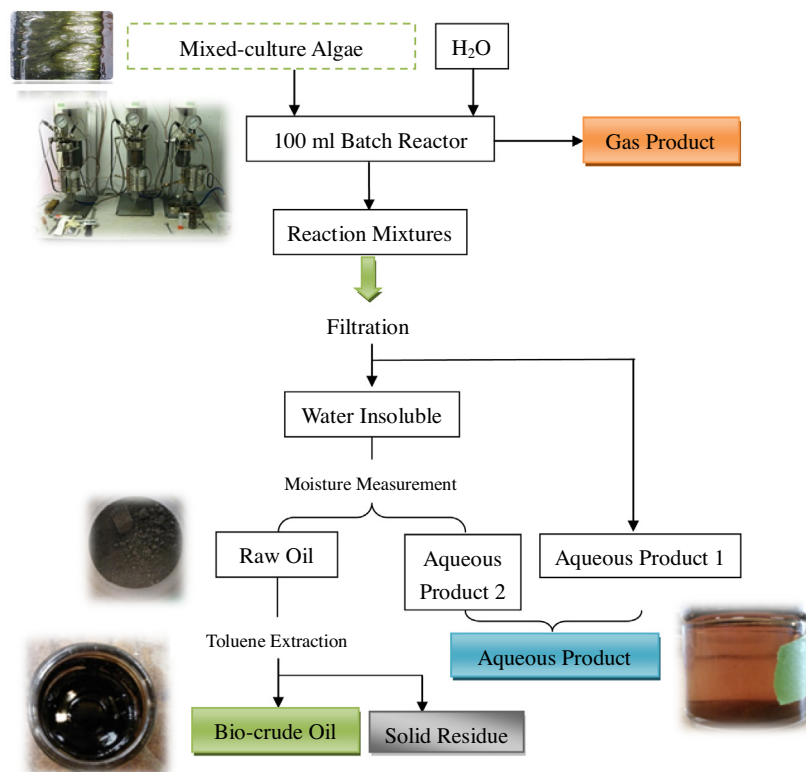 Mixed-culture Algae
H₂O
100 ml Batch Reactor
Gas Product
Reaction Mixtures
Filtration
Water Insoluble
Moisture Measurement
Raw Oil
Aqueous
Product 2
Aqueous Product 1
Toluene Extraction
Aqueous Product
Bio-crude Oil
Solid Residue